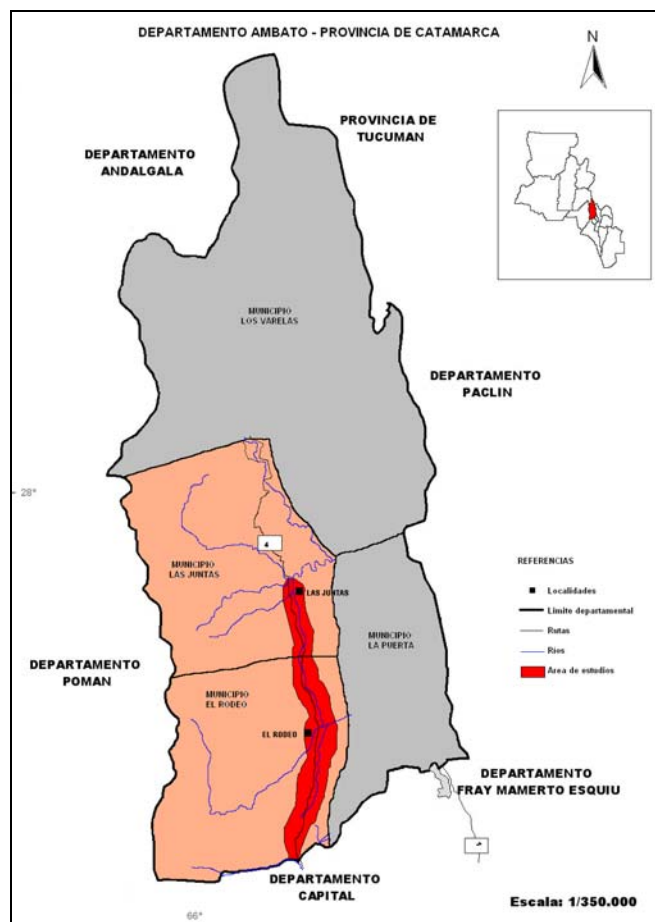 DEPARTAMENTO AMBATO - PROVINCIA DE CATAMARCA
N
PROVINCIA DE
TUCUMAN
DEPARTAMENTO
ANDALGALA
MUNICIPIO
LOS VARELAS
DEPARTAMENTO
PACLIN
28°
4
MUNICIPIO
LAS JUNTAS
LAS JUNTAS
REFERENCIAS
Localidades
Límite departamental
Rutas
Ríos
Area de estudios
MUNICIPIO
LA PUERTA
DEPARTAMENTO
POMAN
MUNICIPIO
EL RODEO
EL RODEO
DEPARTAMENTO
FRAY MAMERTO ESQUIU
DEPARTAMENTO
CAPITAL
Escala: 1/350.000
66°